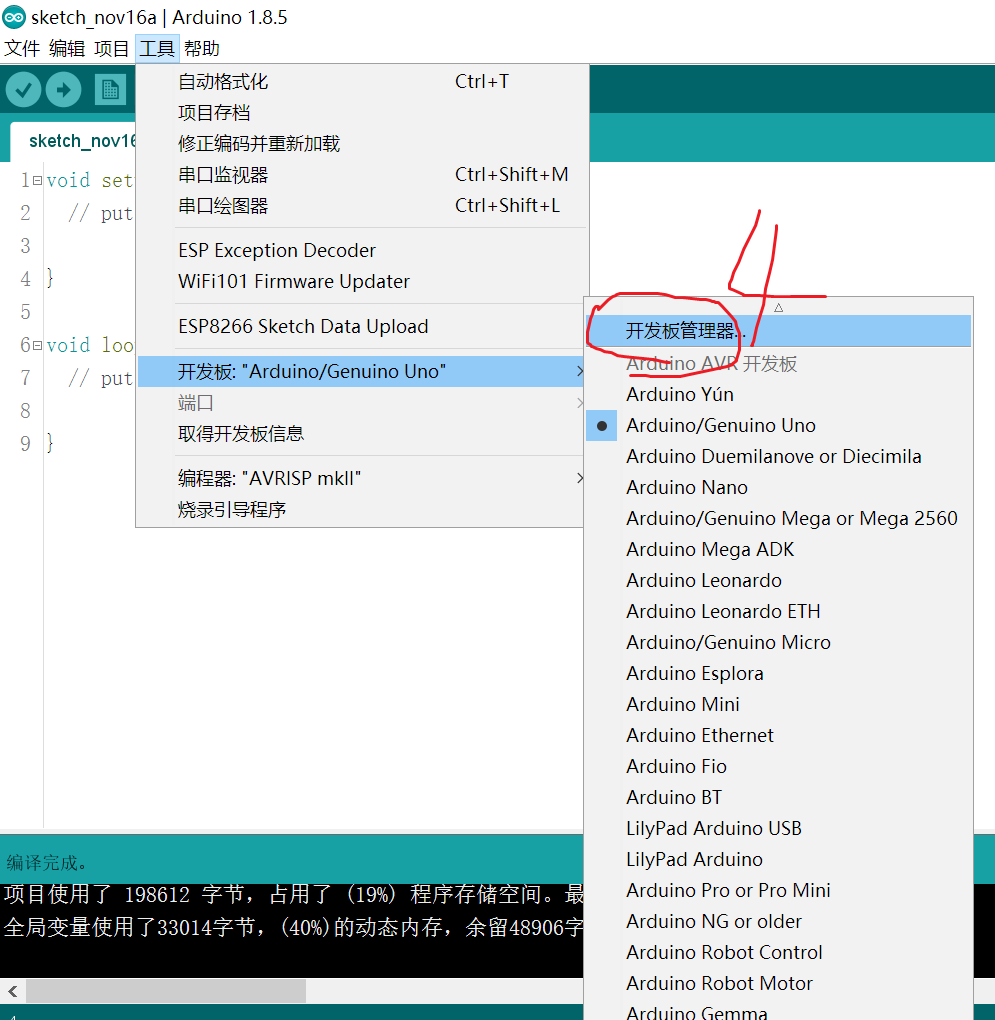 sketch_nov16a | Arduino 1.8.5
文件 编辑 项目 工具 帮助
sketch_nov16
1 void set
2 // put
3
4 }
5
6 void loo
7 // put
8
9 }
自动格式化 Ctrl+T
项目存档
修正编码并重新加载
串口监视器 Ctrl+Shift+M
串口绘图器 Ctrl+Shift+L
ESP Exception Decoder
WiFi101 Firmware Updater
ESP8266 Sketch Data Upload
开发板: "Arduino/Genuino Uno"
端口
取得开发板信息
编程器: "AVRISP mkII"
烧录引导程序
开发板管理器...
Arduino AVR 开发板
Arduino Yún
Arduino/Genuino Uno
Arduino Duemilanove or Diecimila
Arduino Nano
Arduino/Genuino Mega or Mega 2560
Arduino Mega ADK
Arduino Leonardo
Arduino Leonardo ETH
Arduino/Genuino Micro
Arduino Esplora
Arduino Mini
Arduino Ethernet
Arduino Fio
Arduino BT
LilyPad Arduino USB
LilyPad Arduino
Arduino Pro or Pro Mini
Arduino NG or older
Arduino Robot Control
Arduino Robot Motor
Arduino Gemma
编译完成。
项目使用了 198612 字节，占用了 (19%) 程序存储空间。最
全局变量使用了33014字节，(40%)的动态内存，余留48906字